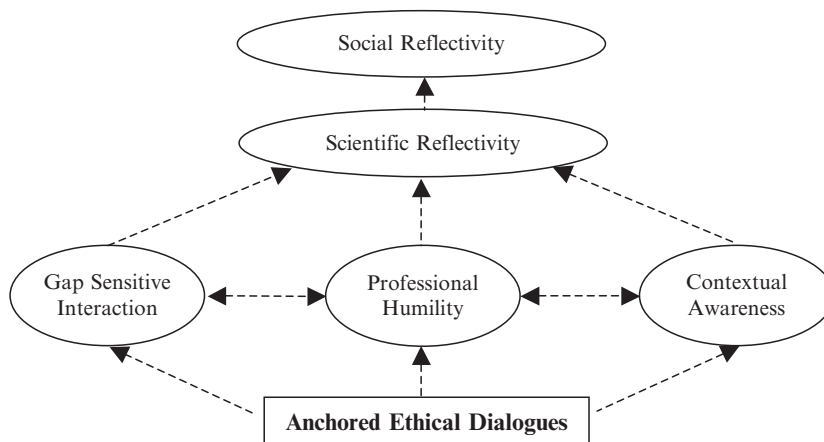 Social Reflectivity
Scientific Reflectivity
Gap Sensitive
Interaction
Professional
Humility
Contextual
Awareness
Anchored Ethical Dialogues